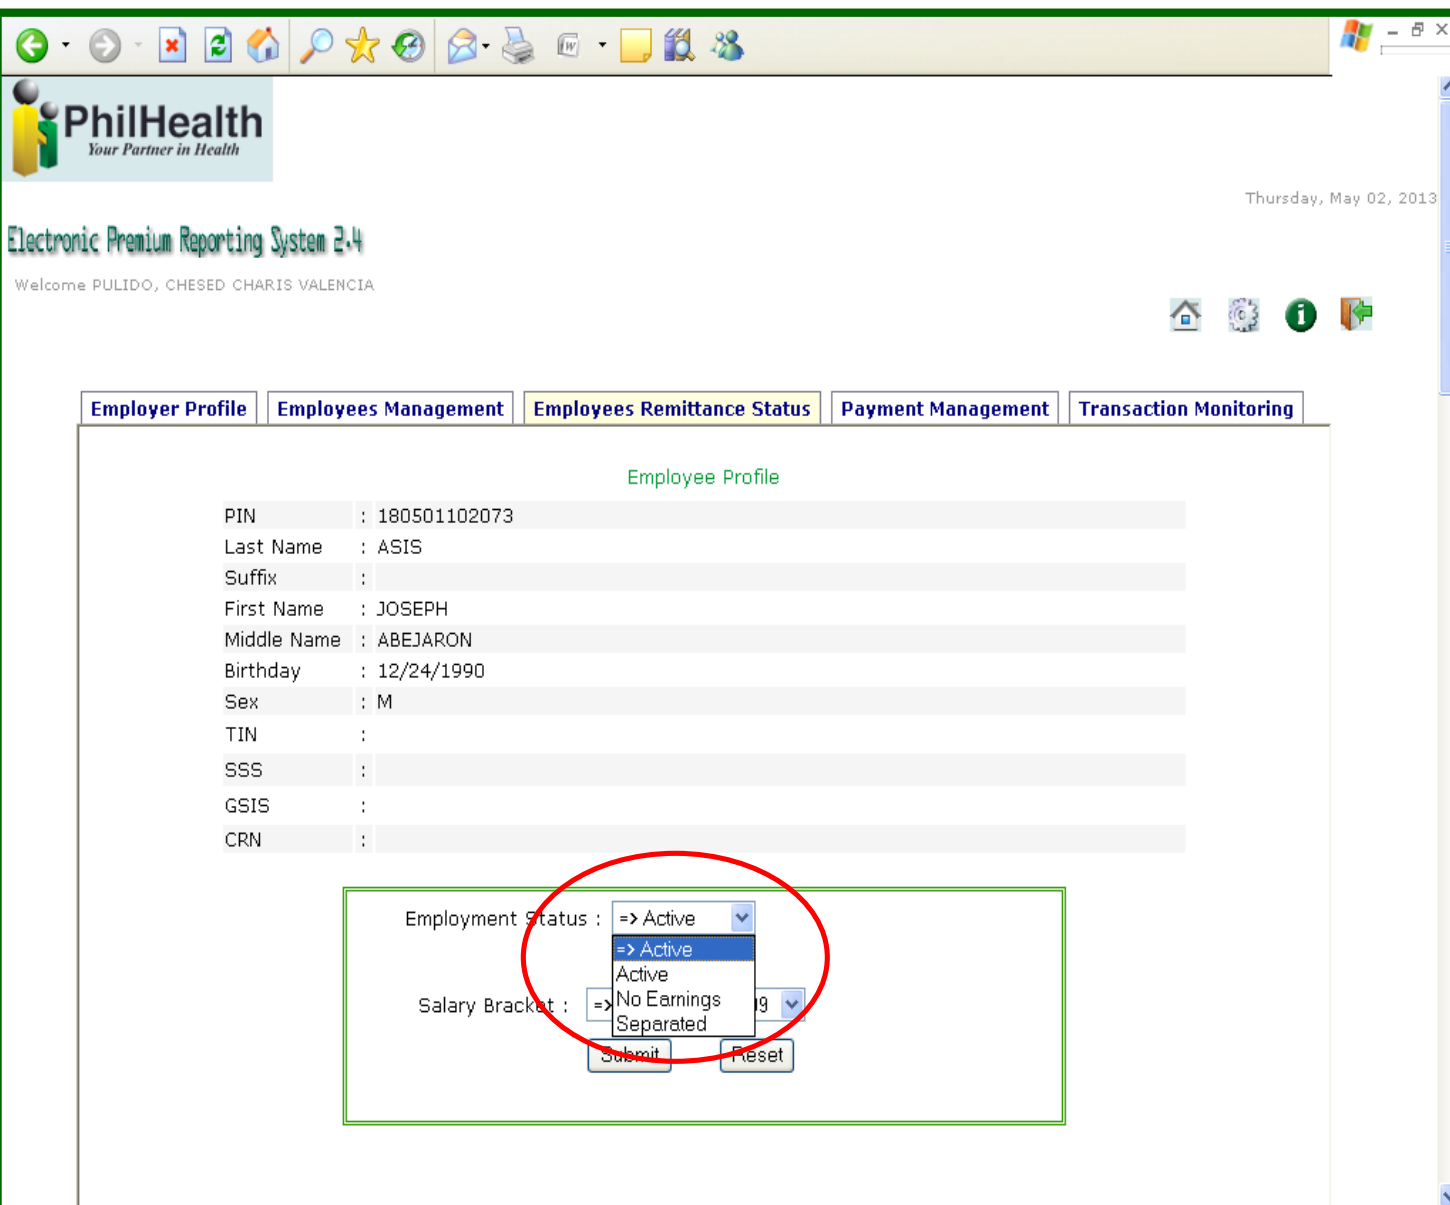 PhilHealth
Your Partner in Health
Thursday, May 02, 2013
Electronic Premium Reporting System 2.4
Welcome PULIDO, CHESED CHARIS VALENCIA
Employer Profile Employees Management Employees Remittance Status Payment Management Transaction Monitoring
Employee Profile
PIN : 180501102073
Last Name : ASIS
Suffix :
First Name : JOSEPH
Middle Name : ABEJARON
Birthday : 12/24/1990
Sex : M
TIN :
SSS :
GSIS :
CRN :
Employment Status : => Active
=> Active
Active
Salary Bracket : => No Earnings
Separated
Submit Reset